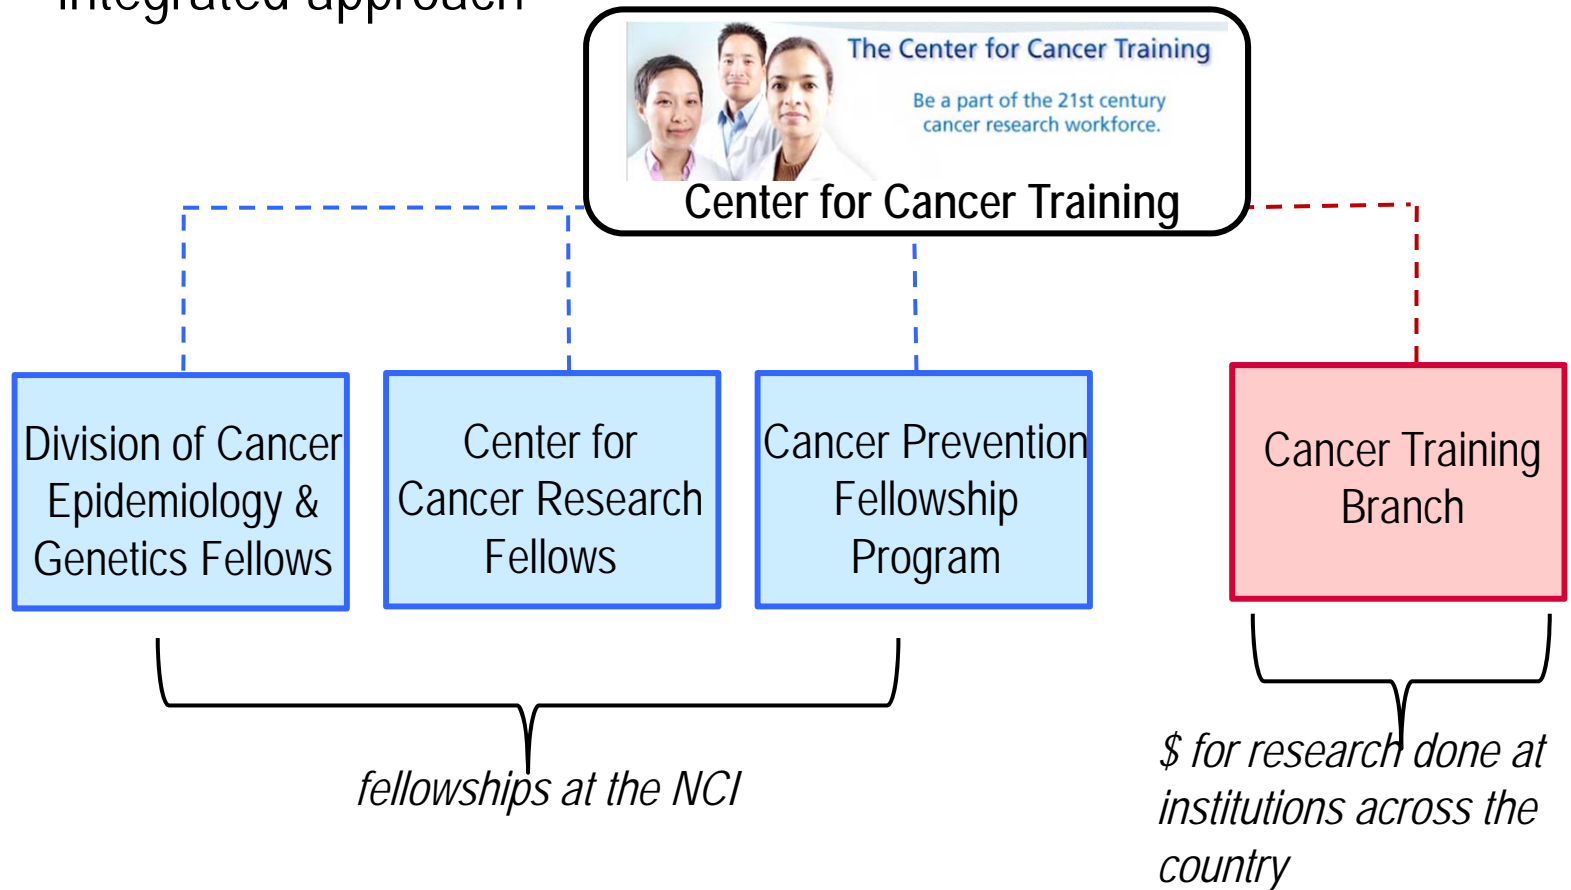 integrated approach
The Center for Cancer Training
Be a part of the 21st century
cancer research workforce.
Center for Cancer Training
Division of Cancer
Epidemiology &
Genetics Fellows
Center for
Cancer Research
Fellows
Cancer Prevention
Fellowship
Program
Cancer Training
Branch
fellowships at the NCI
$ for research done at
institutions across the
country